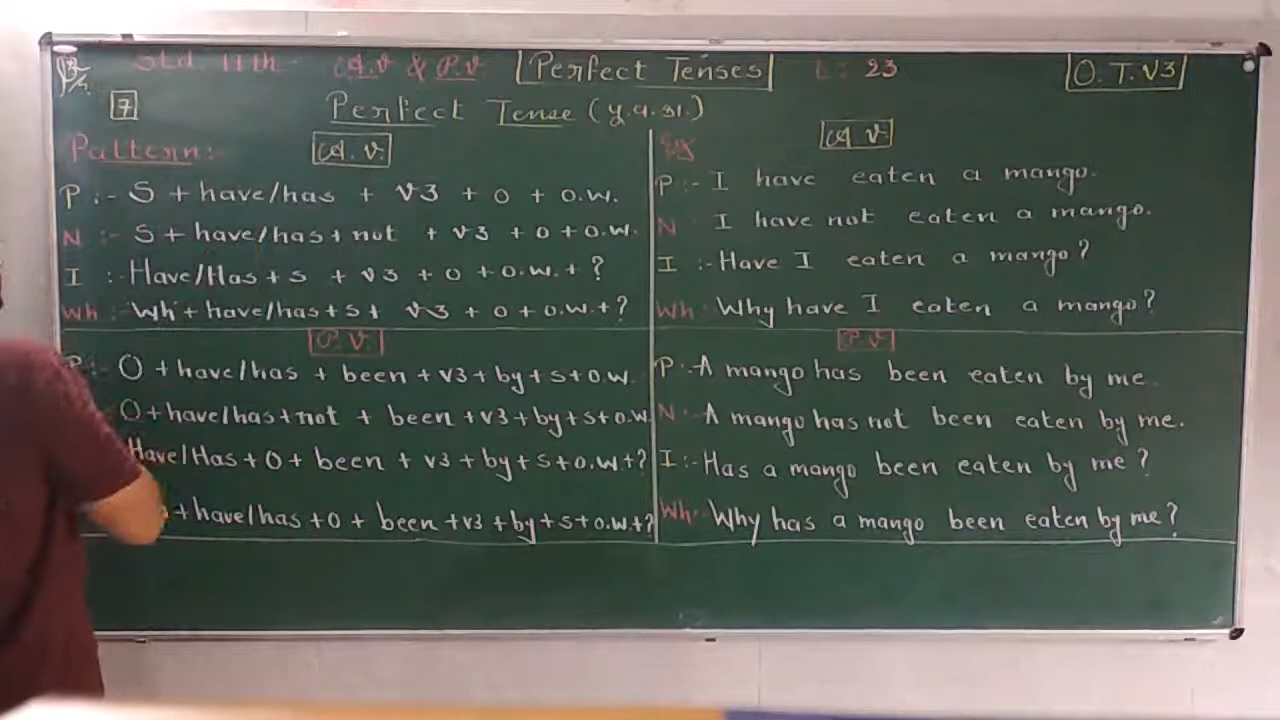 Std. 11th - A.V & P.V. Perfect Tenses L: 23 O.T.V3
7 Perfect Tense (y.q.si.)
Pattern:- A.V.
P :- S + have/has + V3 + O + O.W.
N :- S + have/has + not + V3 + O + O.W.
I :- Have/Has + S + V3 + O + O.W. + ?
Wh :- Wh + have/has + S + V3 + O + O.W. + ?
P.V.
P:- O + have/has + been + V3 + by + S + O.W.
O + have/has + not + been + V3 + by + S + O.W.
Have/Has + O + been + V3 + by + S + O.W. + ?
+ have/has + O + been + V3 + by + S + O.W. + ?
Eg A.V.
P :- I have eaten a mango.
N I have not eaten a mango.
I :- Have I eaten a mango?
Wh. Why have I eaten a mango?
P.V
P:- A mango has been eaten by me.
N:- A mango has not been eaten by me.
I :- Has a mango been eaten by me?
Wh:- Why has a mango been eaten by me?